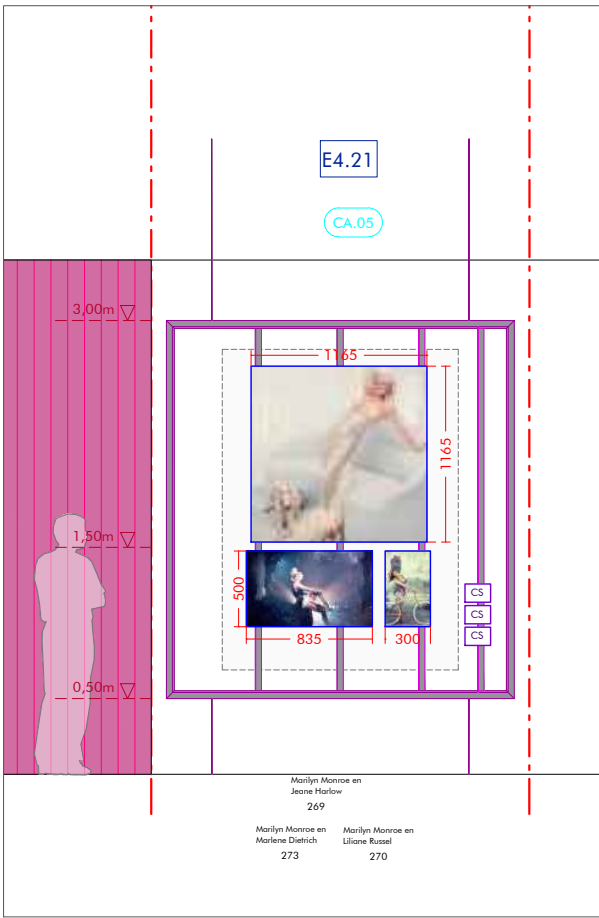 E4.21
CA.05
3,00m
1165
1165
1,50m
500
835
300
CS
CS
CS
0,50m
Marilyn Monroe en
Jeane Harlow
269
Marilyn Monroe en
Marlene Dietrich
273
Marilyn Monroe en
Liliane Russel
270